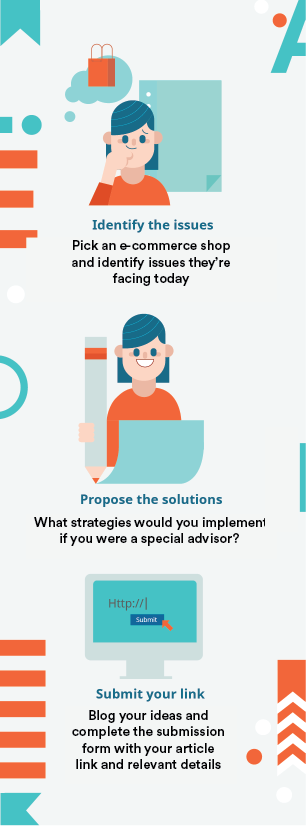 Identify the issues
Pick an e-commerce shop
and identify issues they're
facing today
Propose the solutions
What strategies would you implement
if you were a special advisor?
Http://|
Submit
Submit your link
Blog your ideas and
complete the submission
form with your article
link and relevant details